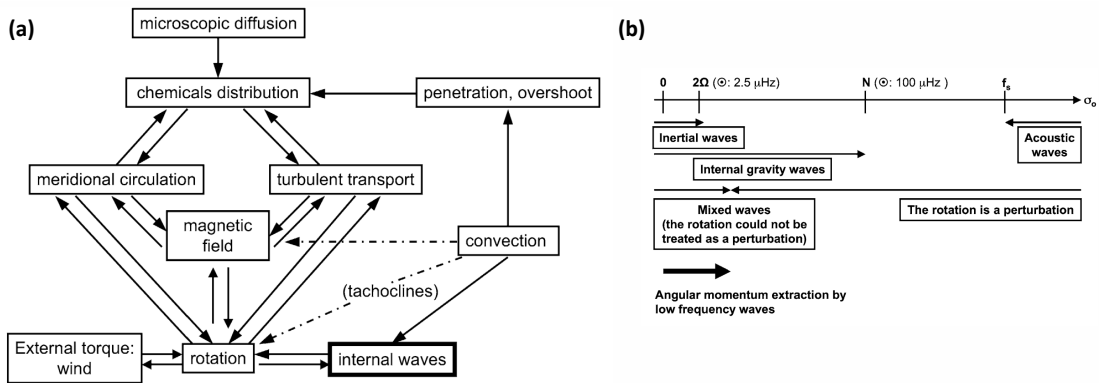 (a)
microscopic diffusion
chemicals distribution
penetration, overshoot
meridional circulation
turbulent transport
magnetic
field
convection
(tachoclines)
External torque:
wind
rotation
internal waves
(b)
0 2Ω (☉: 2.5 μHz) N (☉: 100 μHz ) fs
σo
Inertial waves
Acoustic
waves
Internal gravity waves
Mixed waves
(the rotation could not be
treated as a perturbation)
The rotation is a perturbation
Angular momentum extraction by
low frequency waves